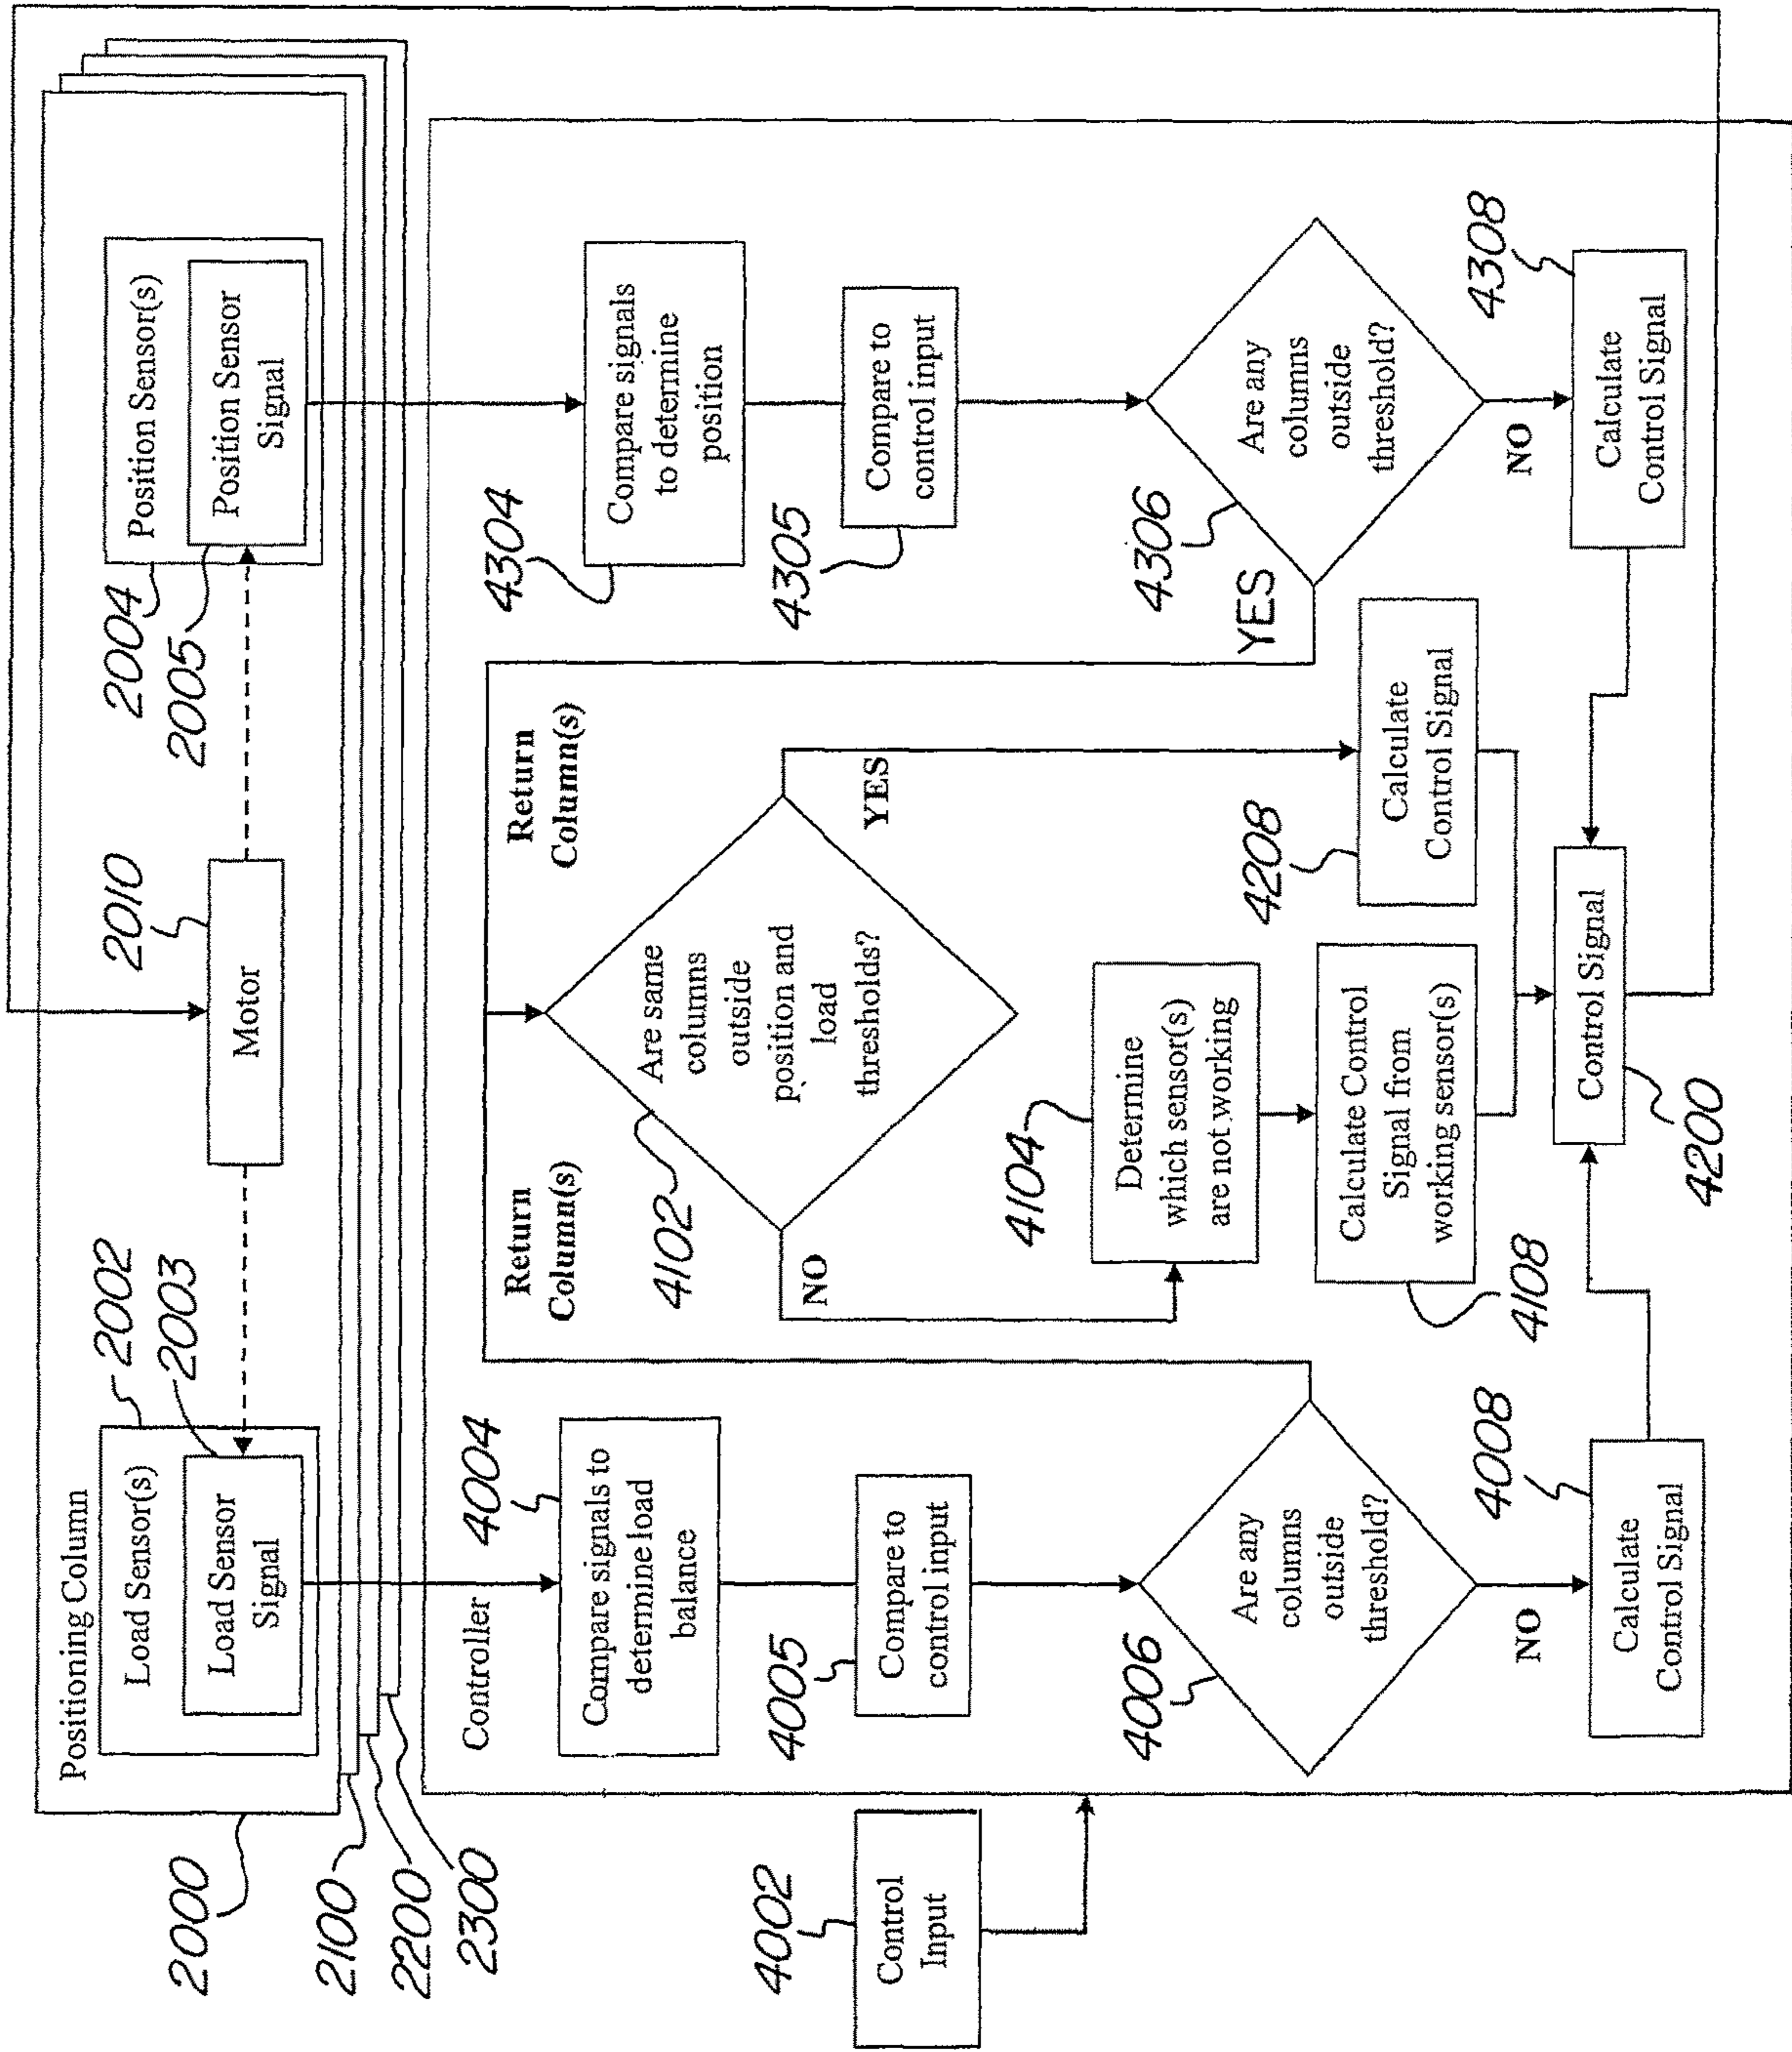 Positioning Column
Load Sensor(s)
Load Sensor
Signal
2002
2003
Motor
2010
Position Sensor(s)
Position Sensor
Signal
2004
2005
2000
2100
2200
2300
Controller
Compare signals to
determine load
balance
4004
Compare to
control input
4005
Are any
columns
outside
threshold?
4006
NO
Calculate
Control Signal
4008
Control
Input
4002
Return
Column(s)
Return
Column(s)
Are same
columns
outside
position and
load
thresholds?
4102
NO
YES
Determine
which sensor(s)
are not working
4104
Calculate Control
Signal from
working sensor(s)
4108
Calculate
Control Signal
4208
Control Signal
4200
Compare signals
to determine
position
4304
Compare to
control input
4305
Are any
columns
outside
threshold?
4306
YES
NO
Calculate
Control Signal
4308